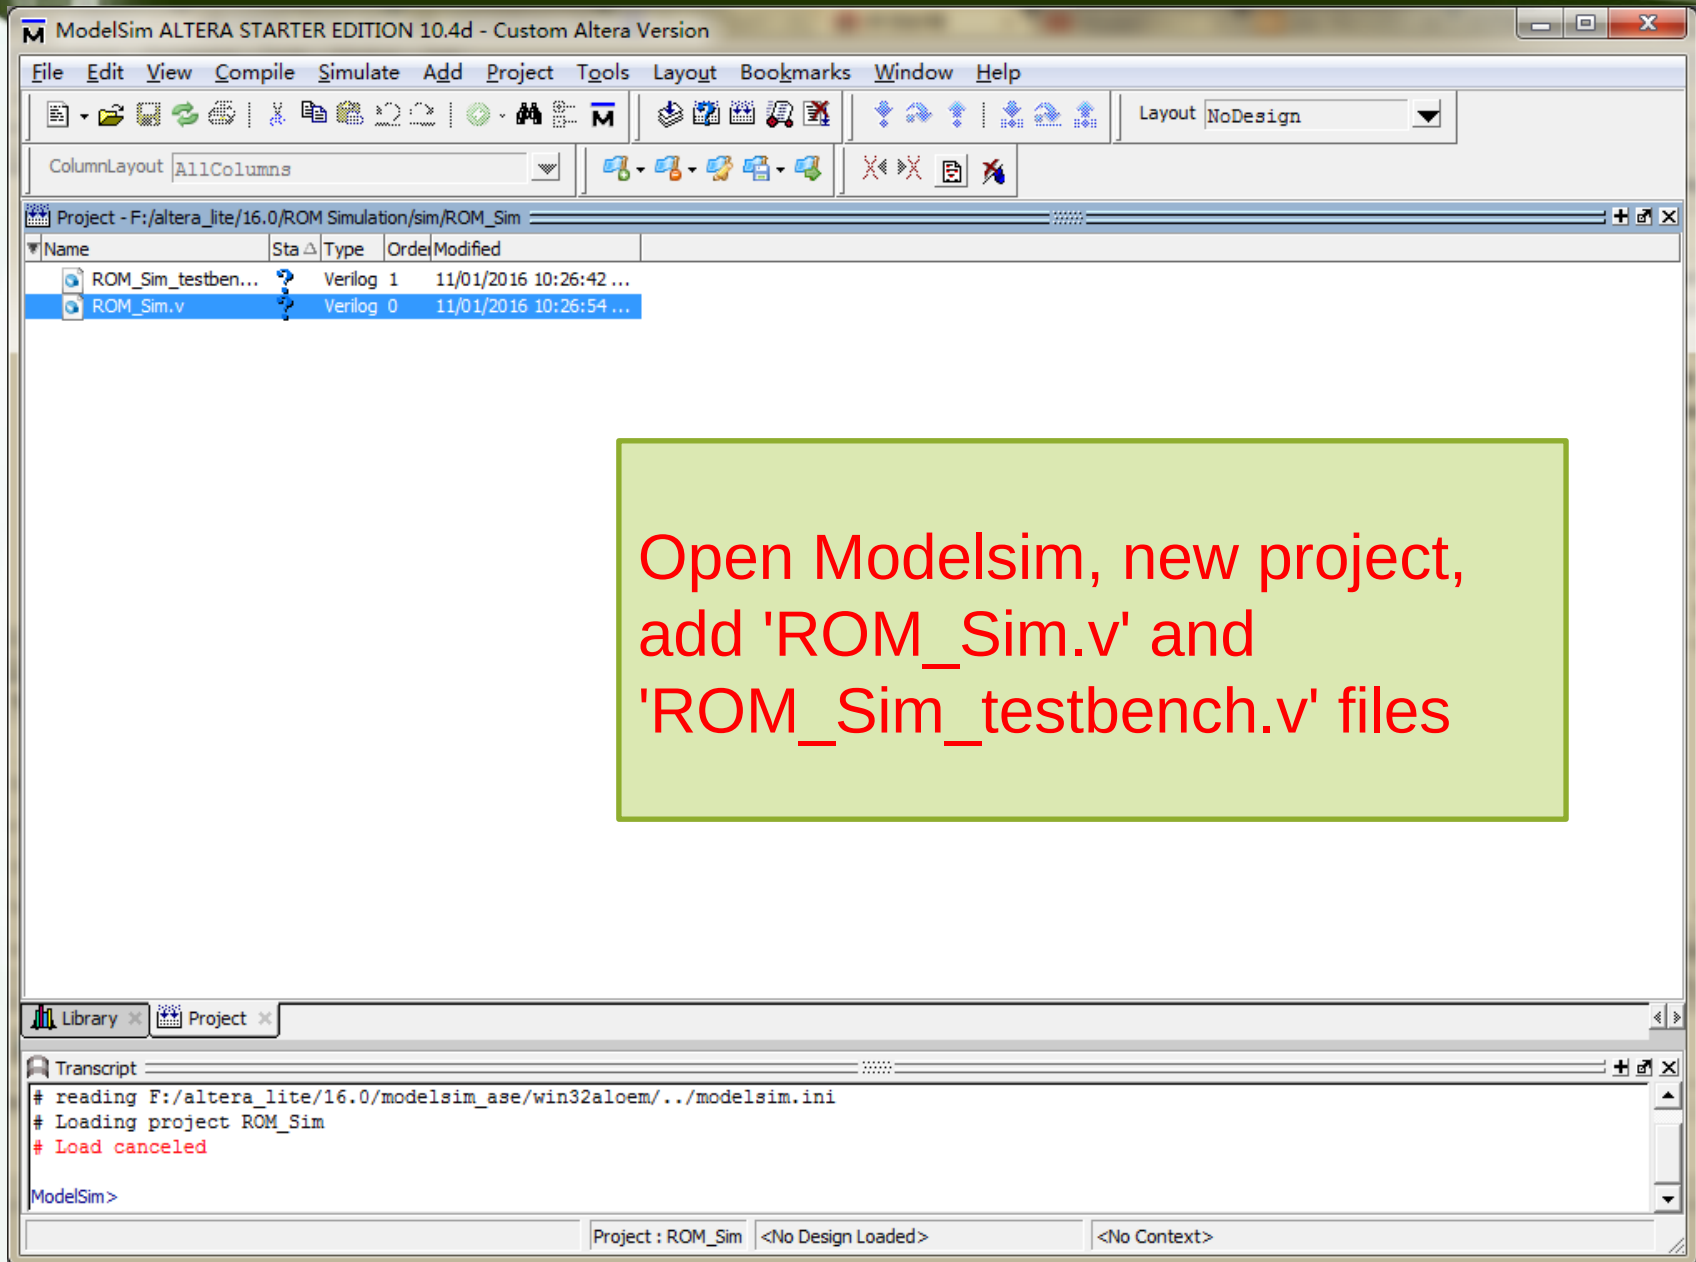 ModelSim ALTERA STARTER EDITION 10.4d - Custom Altera Version
File Edit View Compile Simulate Add Project Tools Layout Bookmarks Window Help
Layout NoDesign
ColumnLayout AllColumns
Project - F:/altera_lite/16.0/ROM Simulation/sim/ROM_Sim
Name Sta Type Order Modified
ROM_Sim_testben... Verilog 1 11/01/2016 10:26:42 ...
ROM_Sim.v Verilog 0 11/01/2016 10:26:54 ...
Open Modelsim, new project,
add 'ROM_Sim.v' and
'ROM_Sim_testbench.v' files
Library Project
Transcript
# reading F:/altera_lite/16.0/modelsim_ase/win32aloem/../modelsim.ini
# Loading project ROM_Sim
# Load canceled
ModelSim>
Project : ROM_Sim <No Design Loaded> <No Context>